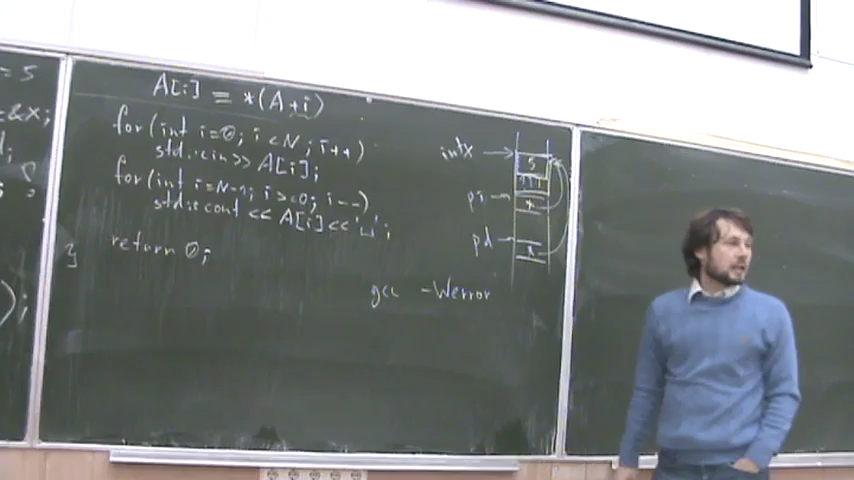 = 5
&x;
A[i] ≡ *(A+i)
for(int i=0; i<N; i++)
std::cin>> A[i];
for(int i=N-1; i>=0; i--)
std::cout << A[i]<<'␣';
return 0;
}
);
int x
5
pi
*
pd
*
gcc -Werror